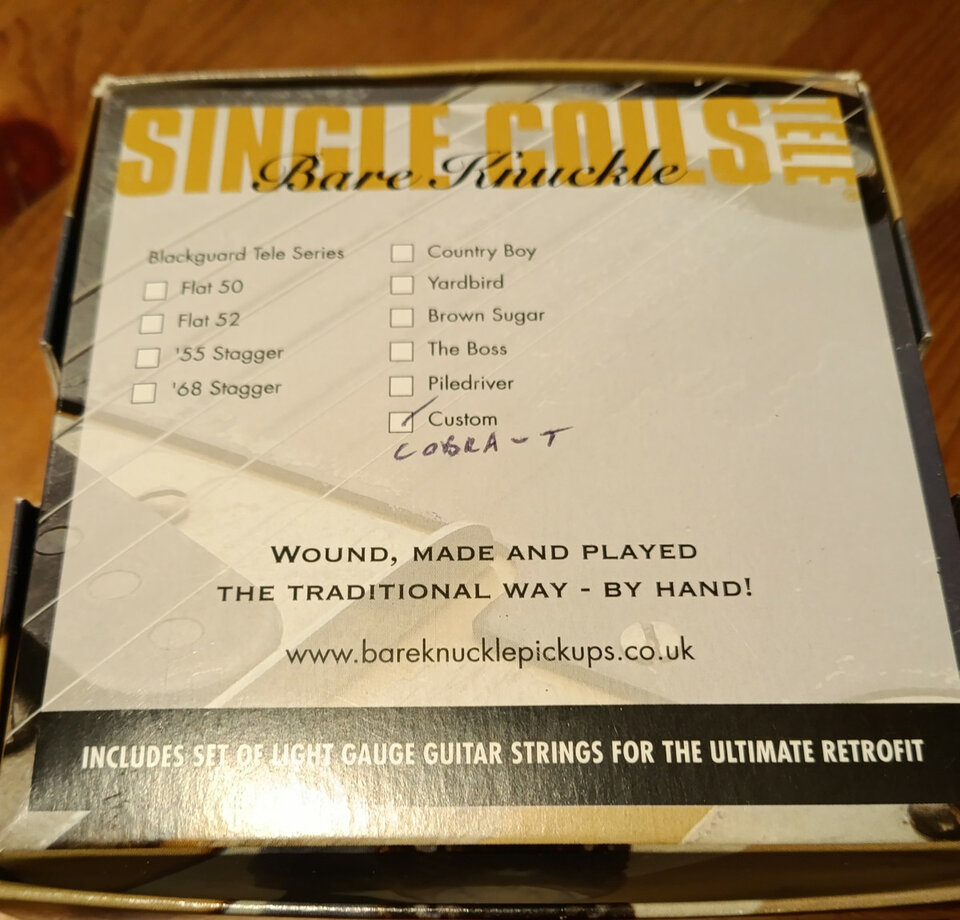 SINGLE COILS TELE
Bare Knuckle
Blackguard Tele Series
Flat 50
Flat 52
'55 Stagger
'68 Stagger
Country Boy
Yardbird
Brown Sugar
The Boss
Piledriver
Custom
COBRA-T
WOUND, MADE AND PLAYED
THE TRADITIONAL WAY - BY HAND!
www.bareknucklepickups.co.uk
INCLUDES SET OF LIGHT GAUGE GUITAR STRINGS FOR THE ULTIMATE RETROFIT